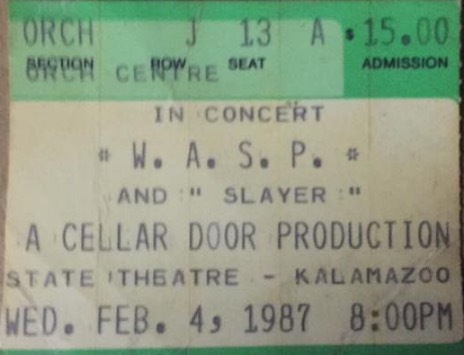 ORCH J 13 A $15.00
SECTION ROW SEAT ADMISSION
ORCH CENTRE
IN CONCERT
* W. A. S. P. *
AND " SLAYER "
A CELLAR DOOR PRODUCTION
STATE THEATRE - KALAMAZOO
WED. FEB. 4, 1987 8:00PM